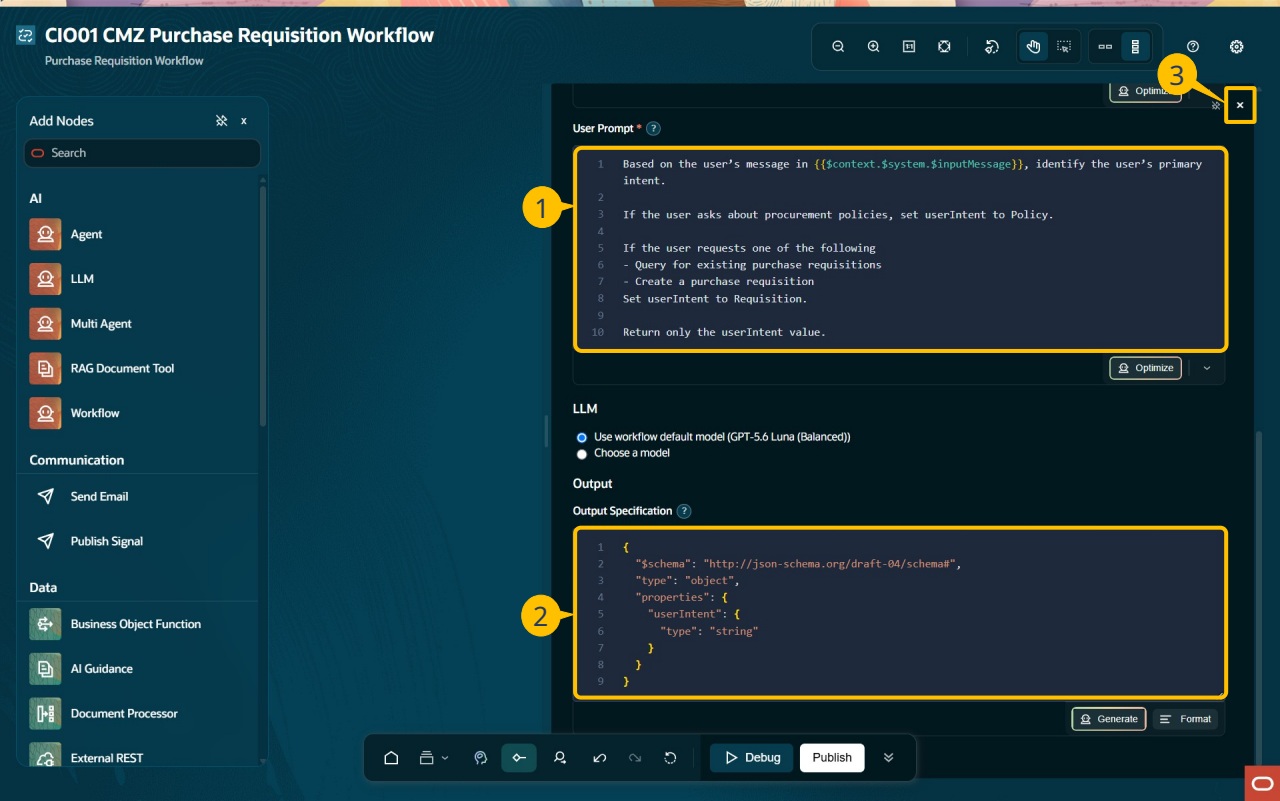 CIO01 CMZ Purchase Requisition Workflow
Purchase Requisition Workflow
3
Add Nodes
x
Search
AI
Agent
LLM
Multi Agent
RAG Document Tool
Workflow
Communication
Send Email
Publish Signal
Data
Business Object Function
AI Guidance
Document Processor
External REST
Optimize
User Prompt * ?
1
1 Based on the user's message in {{$context.$system.$inputMessage}}, identify the user's primary
intent.
2
3 If the user asks about procurement policies, set userIntent to Policy.
4
5 If the user requests one of the following
6 - Query for existing purchase requisitions
7 - Create a purchase requisition
8 Set userIntent to Requisition.
9
10 Return only the userIntent value.
Optimize
LLM
Use workflow default model (GPT-5.6 Luna (Balanced))
Choose a model
Output
Output Specification ?
2
1 {
2 "$schema": "http://json-schema.org/draft-04/schema#",
3 "type": "object",
4 "properties": {
5 "userIntent": {
6 "type": "string"
7 }
8 }
9 }
Generate
Format
Debug
Publish